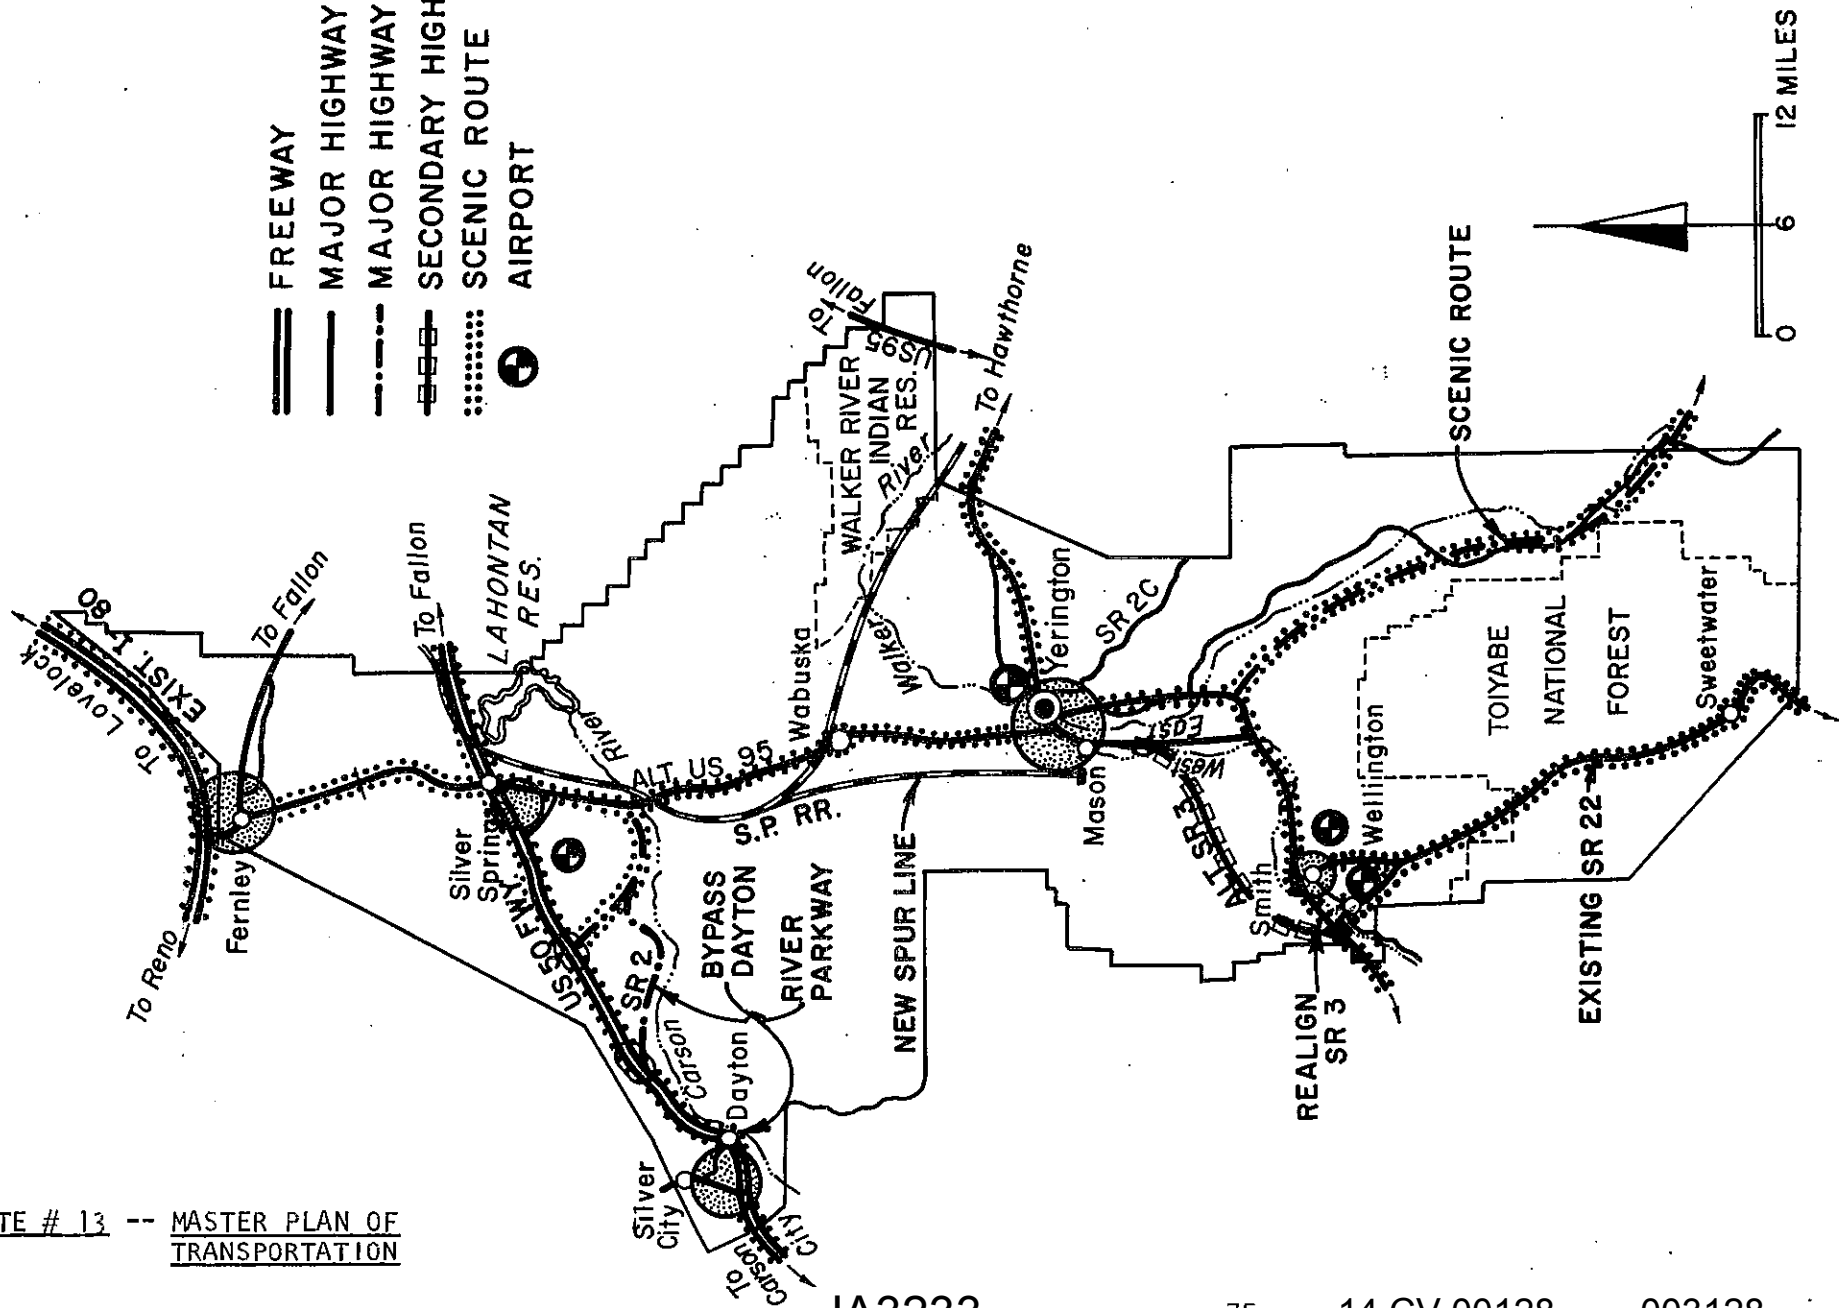 FREEWAY
MAJOR HIGHWAY
MAJOR HIGHWAY
SECONDARY HIGH
SCENIC ROUTE
AIRPORT
To Lovelock
EXIST. I-80
To Fallon
To Reno
Fernley
To Fallon
LAHONTAN
RES.
Silver
Springs
River
ALT. US 95
Wabuska
S.P. RR.
US 50 FWY
SR 2
Carson
BYPASS
DAYTON
RIVER
PARKWAY
Dayton
Silver
City
To
Carson
City
NEW SPUR LINE
To
Fallon
US95
WALKER RIVER
INDIAN
RES.
River
Walker
To Hawthorne
Yerington
SR 2C
Mason
East
West
ALT. SR 3
Smith
Wellington
REALIGN
SR 3
EXISTING SR 22
SCENIC ROUTE
TOIYABE
NATIONAL
FOREST
Sweetwater
0 6 12 MILES
TE # 13 -- MASTER PLAN OF
TRANSPORTATION